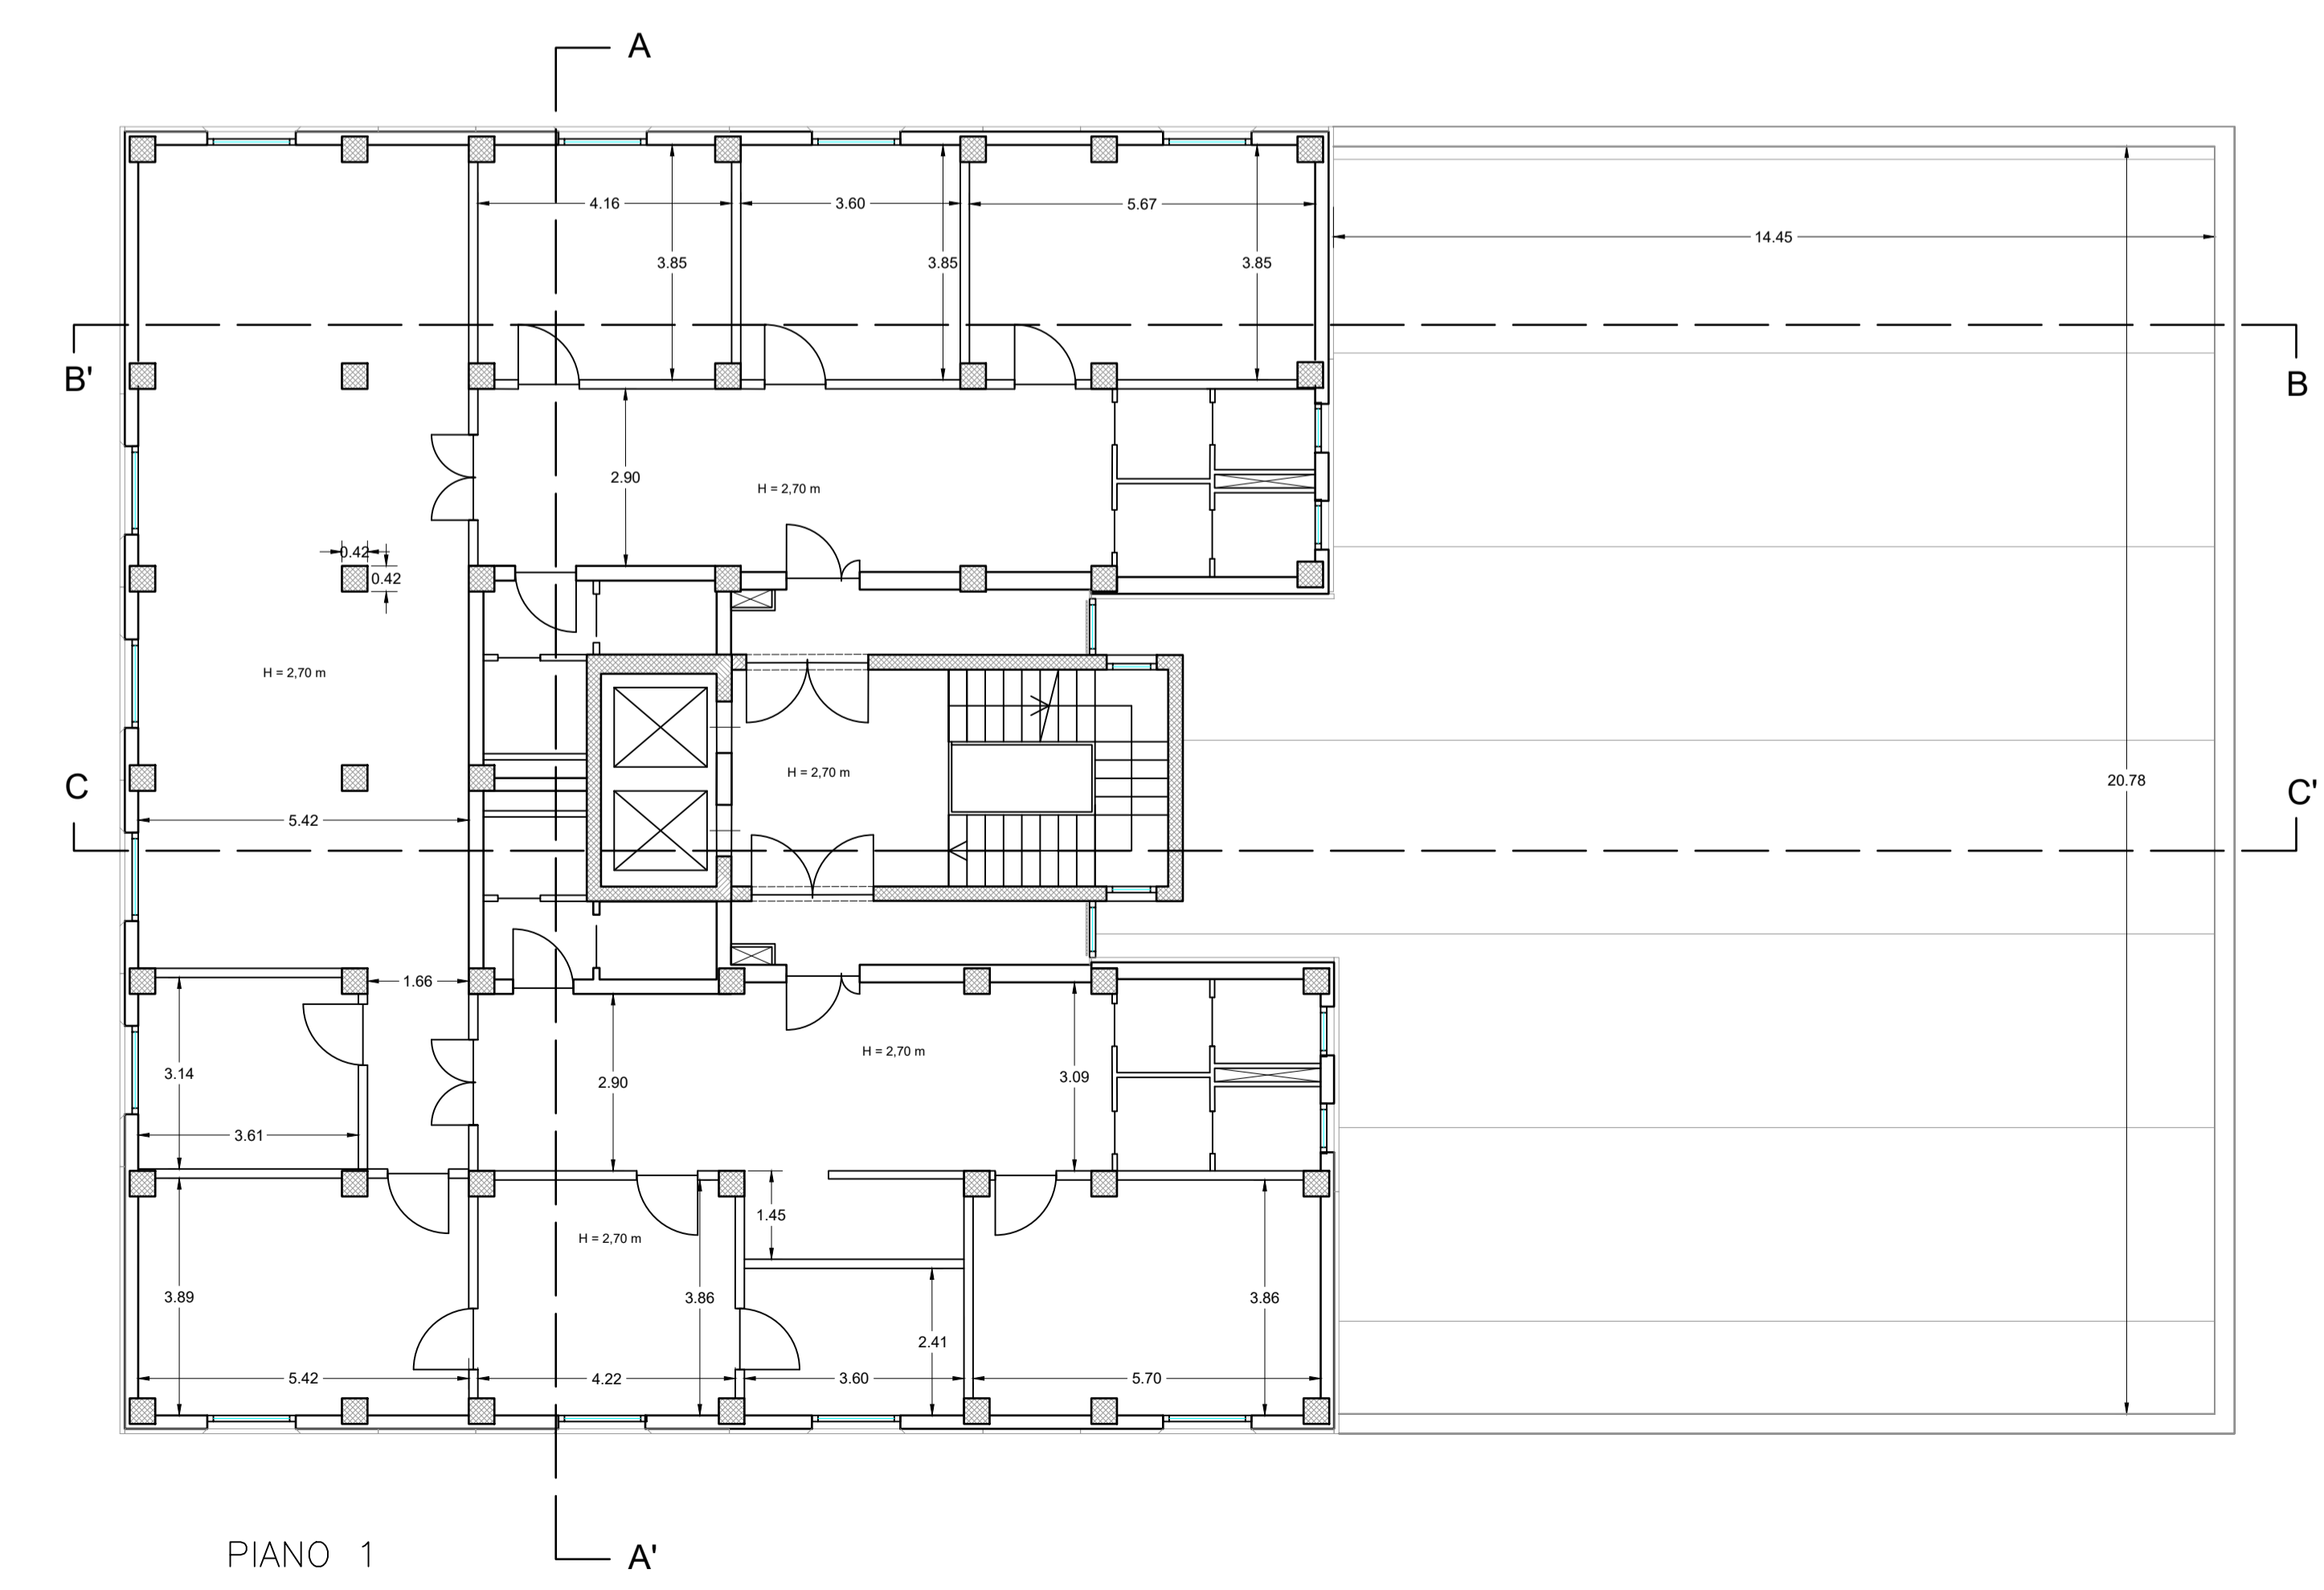 A
4.16
3.60
5.67
14.45
3.85
3.85
3.85
B'
B
2.90
H = 2,70 m
0.42
0.42
H = 2,70 m
H = 2,70 m
C
C'
20.78
5.42
1.66
H = 2,70 m
3.14
2.90
3.09
3.61
1.45
H = 2,70 m
3.89
3.86
3.86
2.41
5.42
4.22
3.60
5.70
PIANO 1
A'